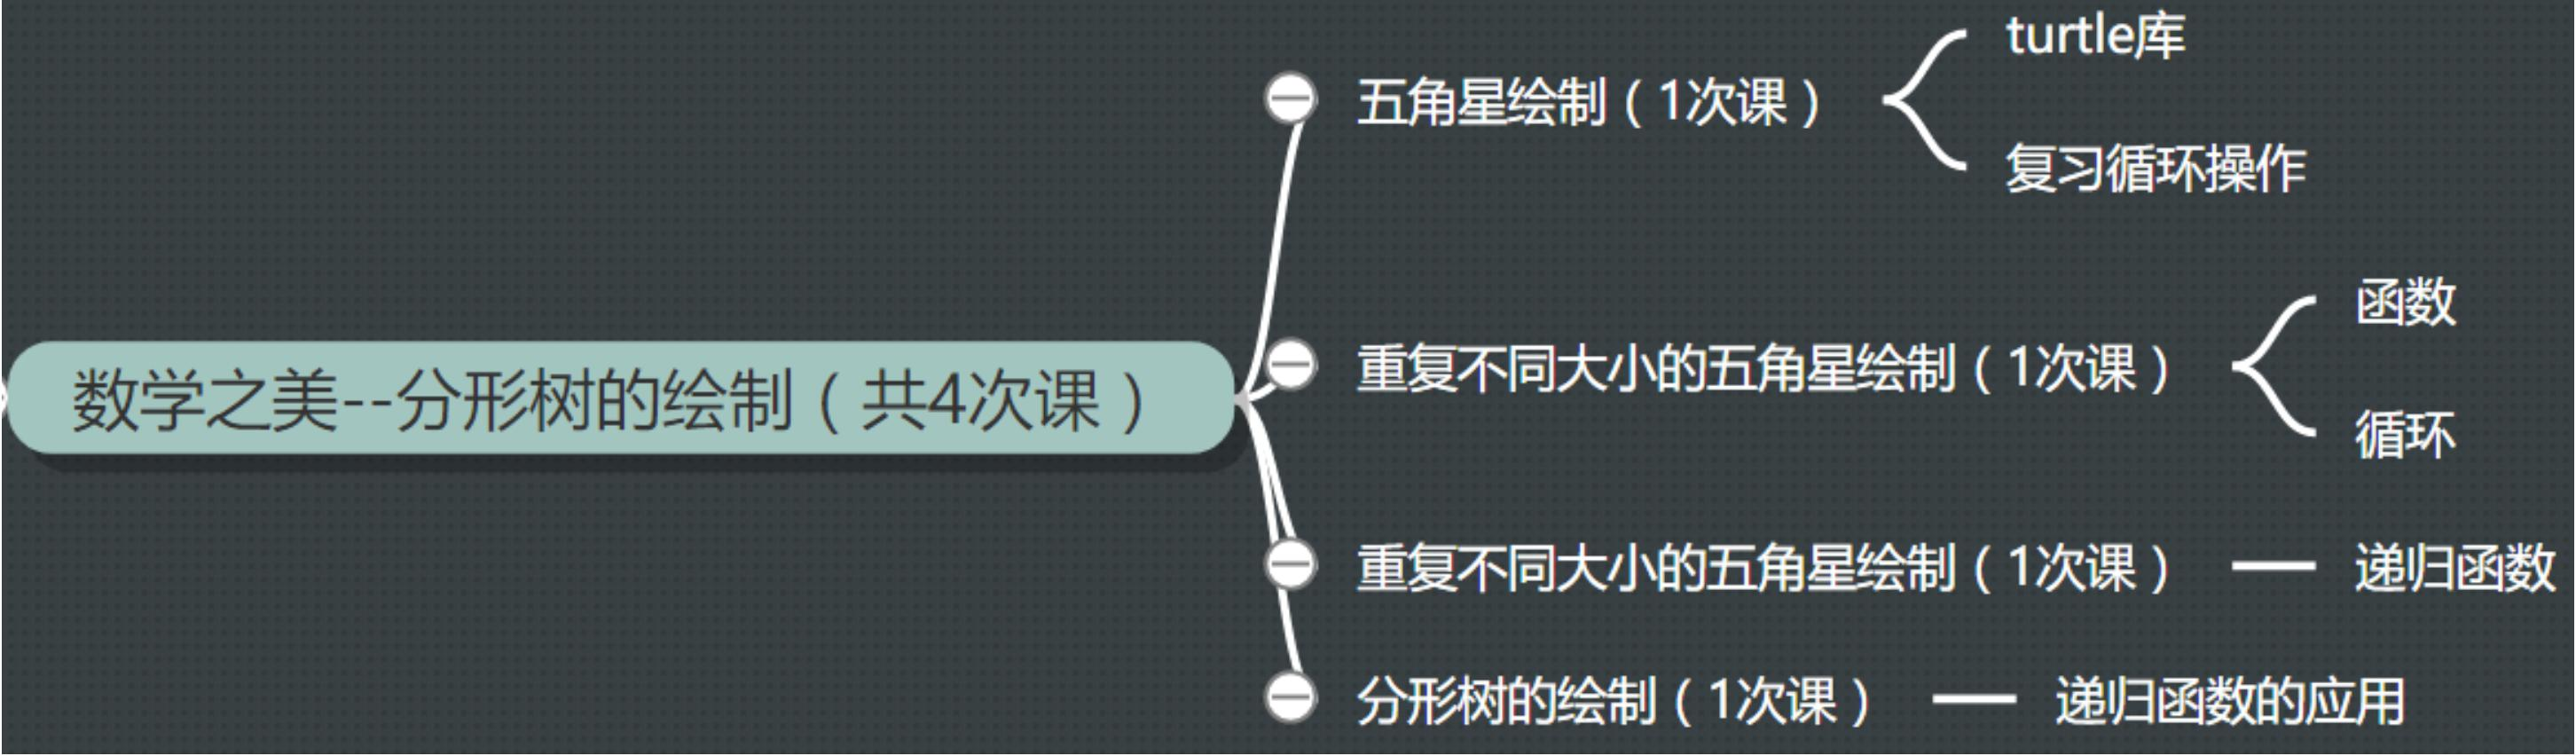 数学之美--分形树的绘制（共4次课）
五角星绘制（1次课）
turtle库
复习循环操作
重复不同大小的五角星绘制（1次课）
函数
循环
重复不同大小的五角星绘制（1次课）
递归函数
分形树的绘制（1次课）
递归函数的应用